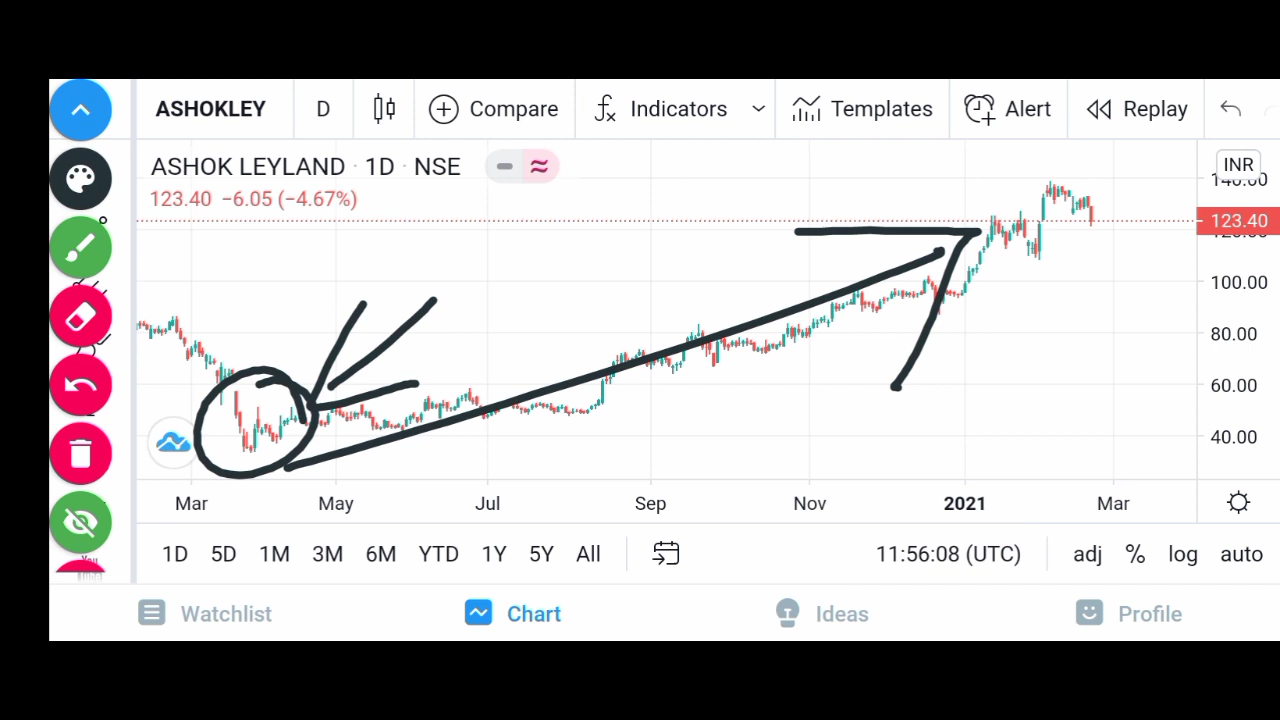 ASHOKLEY D Compare Indicators Templates Alert Replay
ASHOK LEYLAND · 1D · NSE
INR
123.40 −6.05 (−4.67%)
140.00
123.40
100.00
80.00
60.00
40.00
Mar May Jul Sep Nov 2021 Mar
1D 5D 1M 3M 6M YTD 1Y 5Y All 11:56:08 (UTC) adj % log auto
Watchlist Chart Ideas Profile